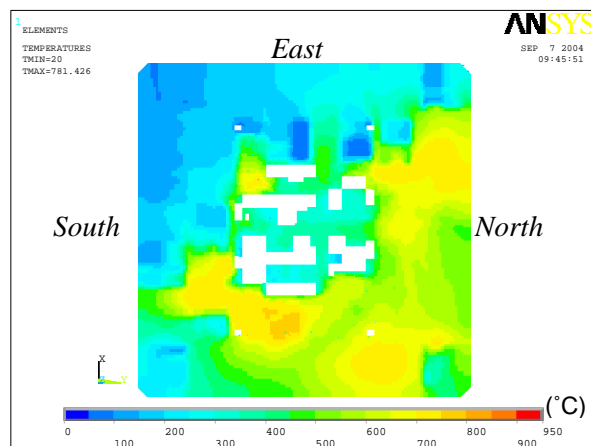 1
ELEMENTS
TEMPERATURES
TMIN=20
TMAX=781.426
ANSYS
SEP 7 2004
09:45:51
East
South
North
X
Z Y
(°C)
0 200 400 600 800 950
100 300 500 700 900